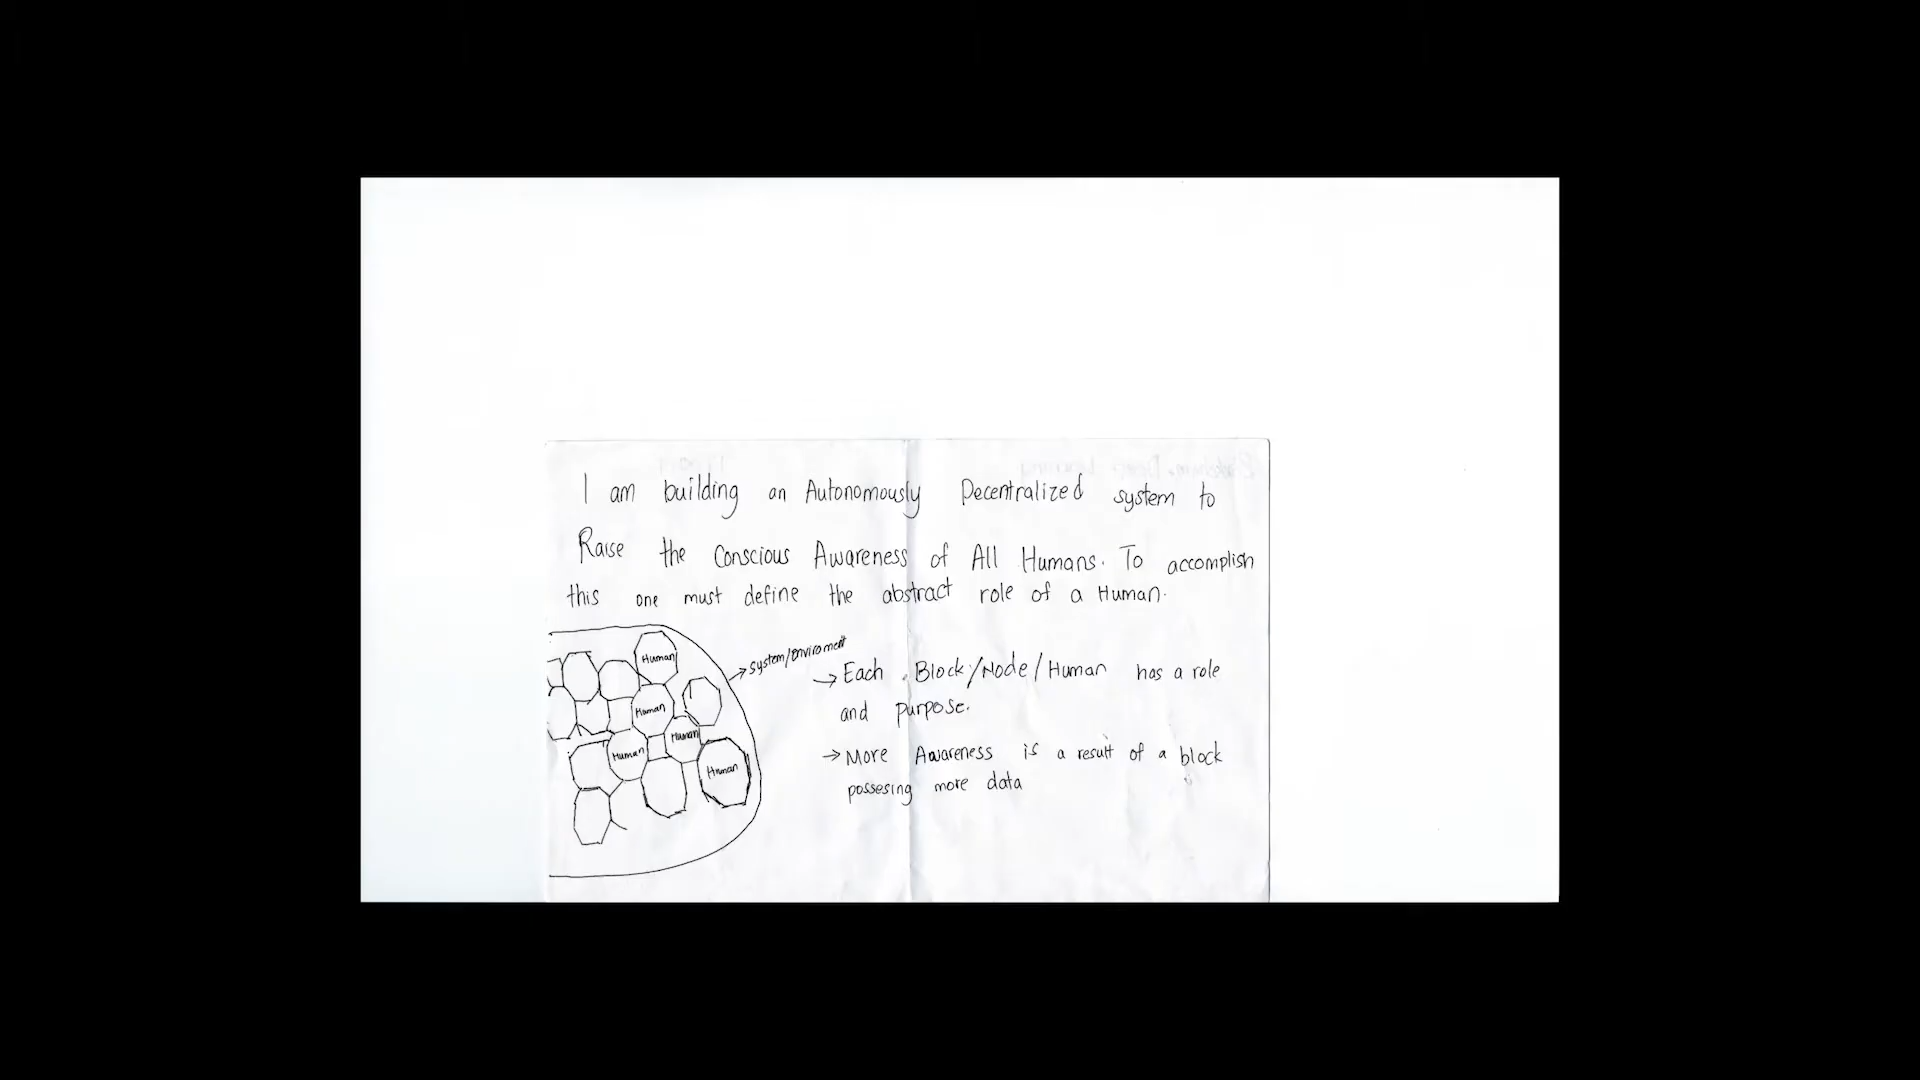 I am building an Autonomously Decentralized system to
Raise the Conscious Awareness of All Humans. To accomplish
this one must define the abstract role of a Human.
Human
system/enviroment
→ Each Block/Node/Human has a role
and purpose.
Human
Human
Human
→ More Awareness is a result of a block
Human
possesing more data